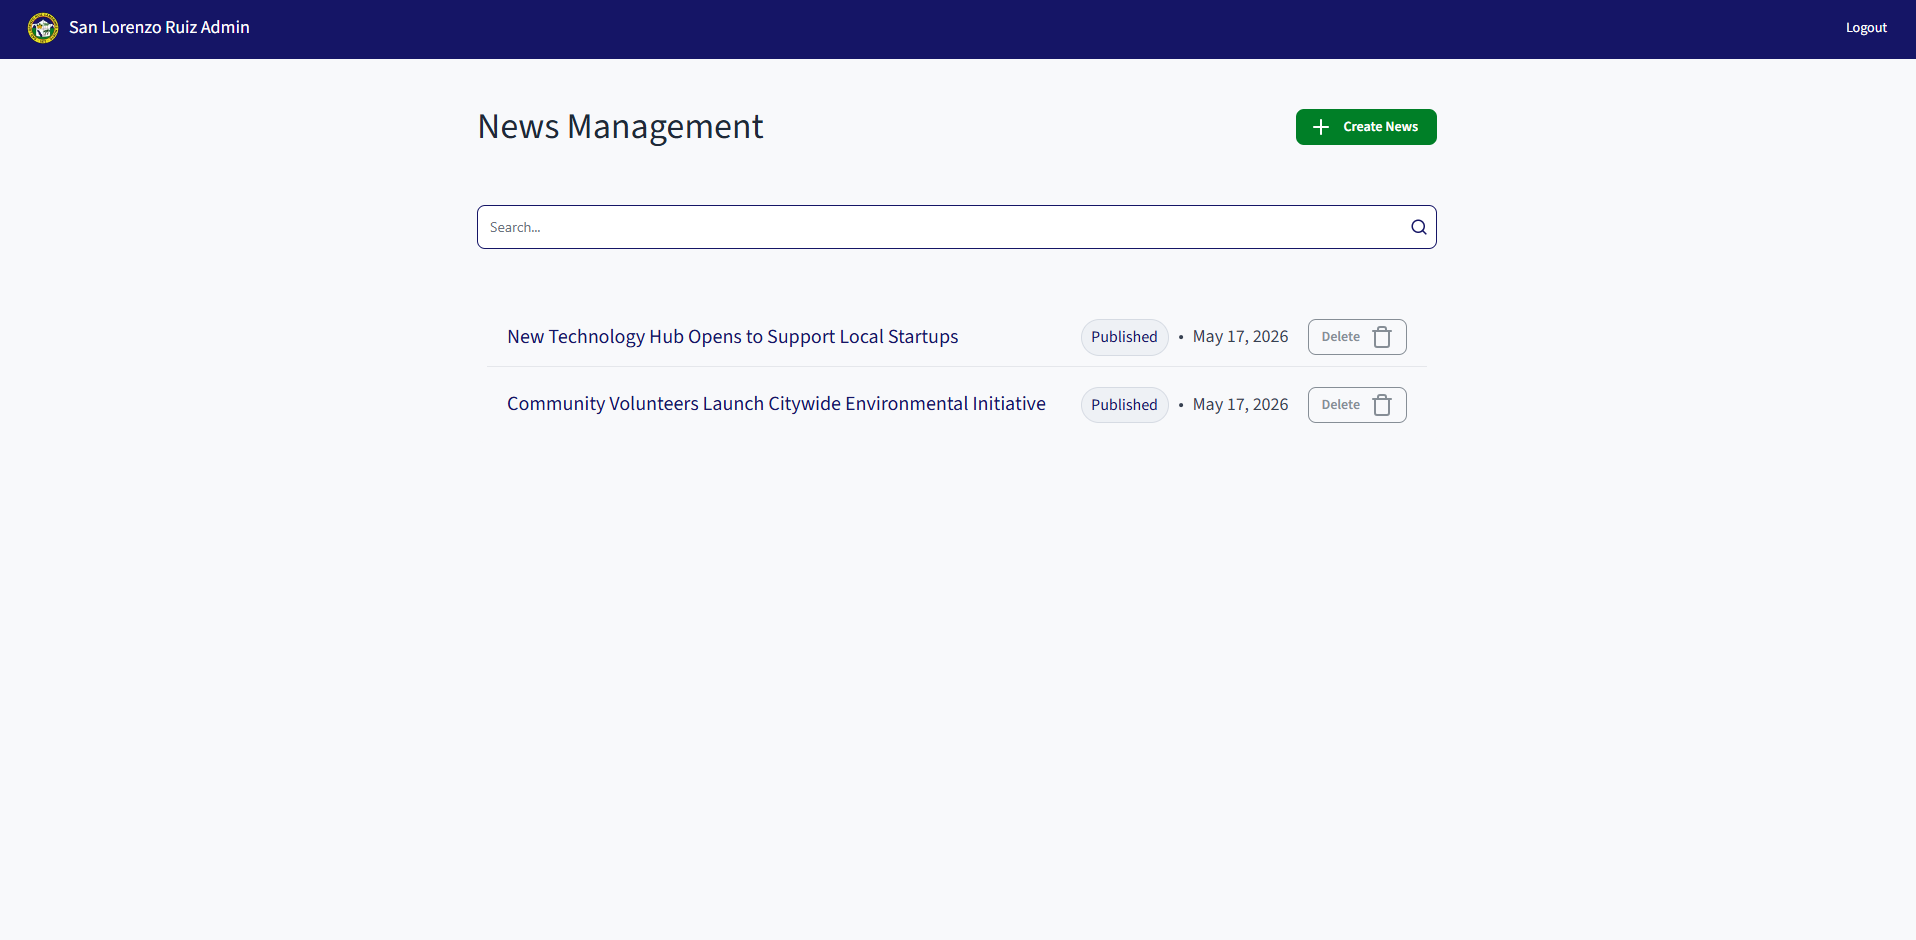 San Lorenzo Ruiz Admin
Logout
News Management
Create News
Search...
New Technology Hub Opens to Support Local Startups Published • May 17, 2026 Delete
Community Volunteers Launch Citywide Environmental Initiative Published • May 17, 2026 Delete